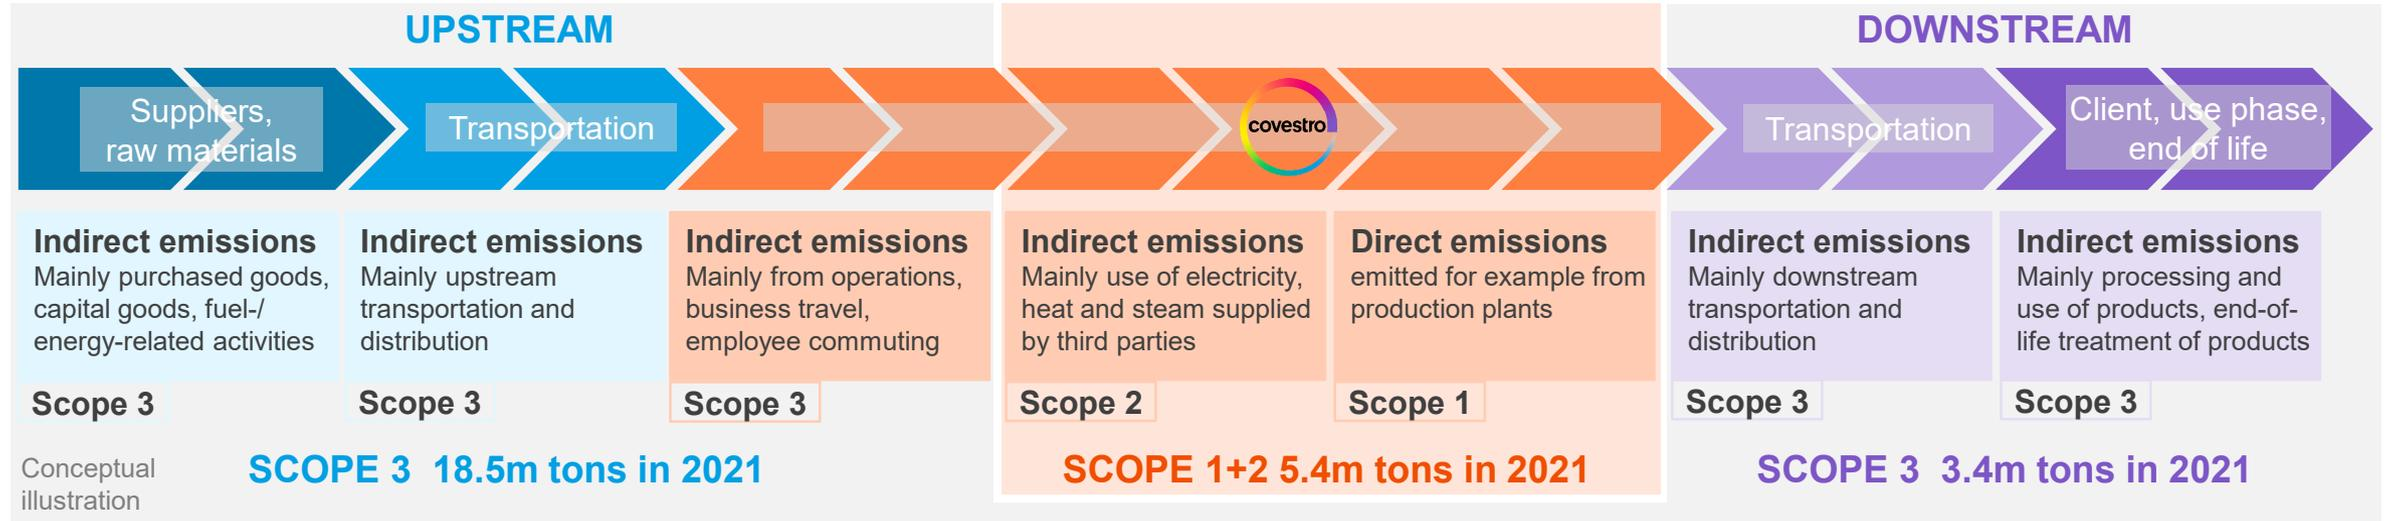 UPSTREAM
DOWNSTREAM
Suppliers,
raw materials
Transportation
covestro
Transportation
Client, use phase,
end of life
Indirect emissions
Mainly purchased goods,
capital goods, fuel-/
energy-related activities
Scope 3
Indirect emissions
Mainly upstream
transportation and
distribution
Scope 3
Indirect emissions
Mainly from operations,
business travel,
employee commuting
Scope 3
Indirect emissions
Mainly use of electricity,
heat and steam supplied
by third parties
Scope 2
Direct emissions
emitted for example from
production plants
Scope 1
Indirect emissions
Mainly downstream
transportation and
distribution
Scope 3
Indirect emissions
Mainly processing and
use of products, end-of-
life treatment of products
Scope 3
Conceptual
illustration
SCOPE 3 18.5m tons in 2021
SCOPE 1+2 5.4m tons in 2021
SCOPE 3 3.4m tons in 2021